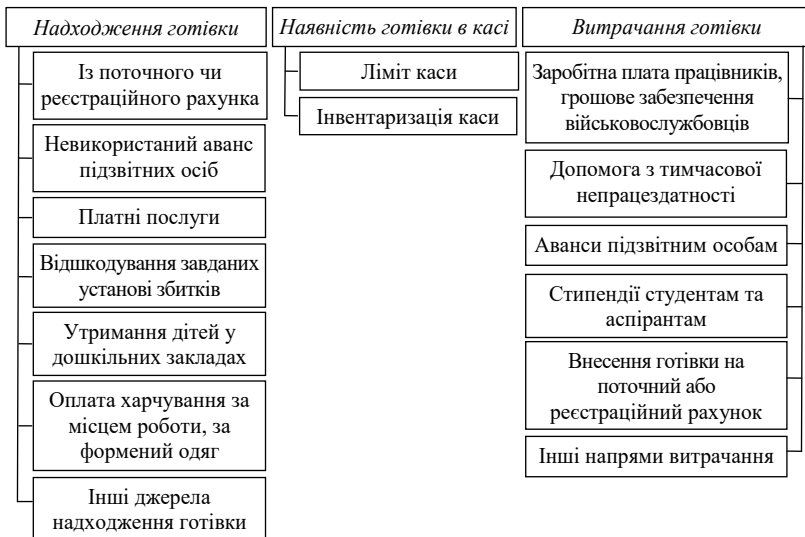 Надходження готівки
Із поточного чи
реєстраційного рахунка
Невикористаний аванс
підзвітних осіб
Платні послуги
Відшкодування завданих
установі збитків
Утримання дітей у
дошкільних закладах
Оплата харчування за
місцем роботи, за
формений одяг
Інші джерела
надходження готівки
Наявність готівки в касі
Ліміт каси
Інвентаризація каси
Витрачання готівки
Заробітна плата працівників,
грошове забезпечення
військовослужбовців
Допомога з тимчасової
непрацездатності
Аванси підзвітним особам
Стипендії студентам та
аспірантам
Внесення готівки на
поточний або
реєстраційний рахунок
Інші напрями витрачання